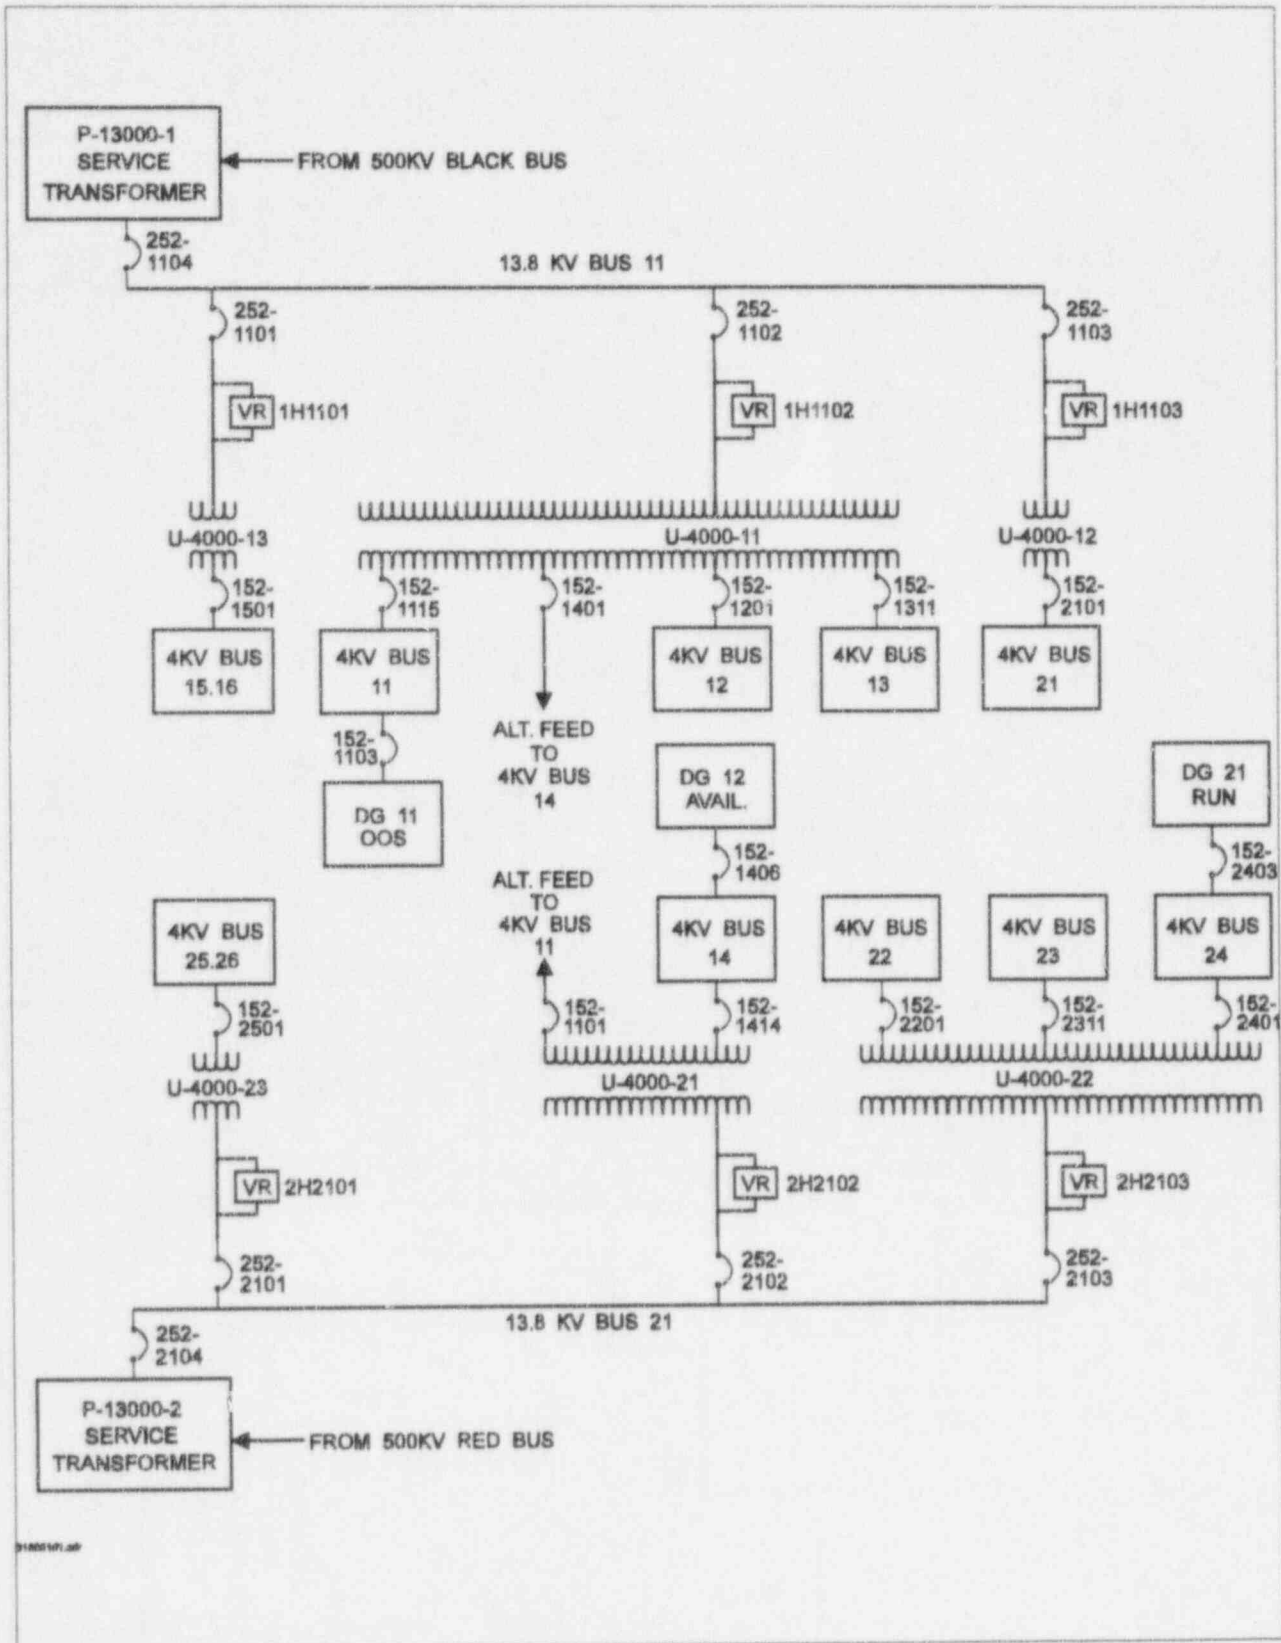 P-13000-1
SERVICE
TRANSFORMER
FROM 500KV BLACK BUS
252-
1104
13.8 KV BUS 11
252-
1101
252-
1102
252-
1103
VR 1H1101
VR 1H1102
VR 1H1103
U-4000-13
U-4000-11
U-4000-12
152-
1501
152-
1115
152-
1401
152-
1201
152-
1311
152-
2101
4KV BUS
15.16
4KV BUS
11
4KV BUS
12
4KV BUS
13
4KV BUS
21
152-
1103
ALT. FEED
TO
4KV BUS
14
DG 11
OOS
DG 12
AVAIL.
DG 21
RUN
152-
1406
152-
2403
ALT. FEED
TO
4KV BUS
11
4KV BUS
25.26
4KV BUS
14
4KV BUS
22
4KV BUS
23
4KV BUS
24
152-
2501
152-
1101
152-
1414
152-
2201
152-
2311
152-
2401
U-4000-23
U-4000-21
U-4000-22
VR 2H2101
VR 2H2102
VR 2H2103
252-
2101
252-
2102
252-
2103
13.8 KV BUS 21
252-
2104
P-13000-2
SERVICE
TRANSFORMER
FROM 500KV RED BUS